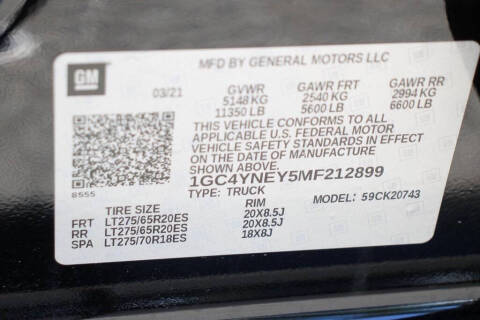 GM
MFD BY GENERAL MOTORS LLC
03/21 GVWR GAWR FRT GAWR RR
5148 KG 2540 KG 2994 KG
11350 LB 5600 LB 6600 LB
THIS VEHICLE CONFORMS TO ALL
APPLICABLE U.S. FEDERAL MOTOR
VEHICLE SAFETY STANDARDS IN EFFECT
ON THE DATE OF MANUFACTURE
SHOWN ABOVE.
8555
1GC4YNEY5MF212899
TYPE: TRUCK MODEL: 59CK20743
TIRE SIZE RIM
FRT LT275/65R20ES 20X8.5J
RR LT275/65R20ES 20X8.5J
SPA LT275/70R18ES 18X8J